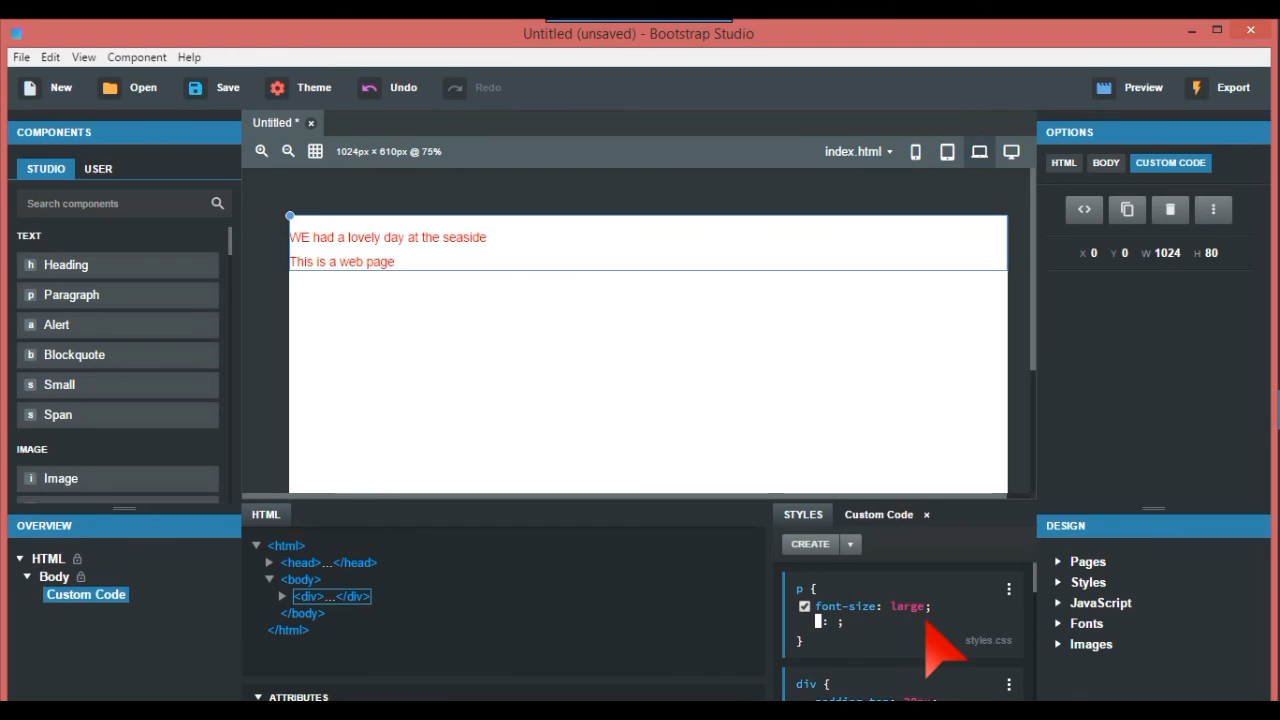 Untitled (unsaved) - Bootstrap Studio
File Edit View Component Help
New Open Save Theme Undo Redo Preview Export
COMPONENTS
STUDIO USER
Search components
TEXT
h Heading
p Paragraph
a Alert
b Blockquote
s Small
s Span
IMAGE
i Image
OVERVIEW
HTML
Body
Custom Code
Untitled *
1024px × 610px @ 75%
index.html
WE had a lovely day at the seaside
This is a web page
HTML
<html>
<head>...</head>
<body>
<div>...</div>
</body>
</html>
ATTRIBUTES
STYLES Custom Code ×
CREATE
p {
font-size: large;
: ;
}
styles.css
div {
OPTIONS
HTML BODY CUSTOM CODE
X 0 Y 0 W 1024 H 80
DESIGN
Pages
Styles
JavaScript
Fonts
Images